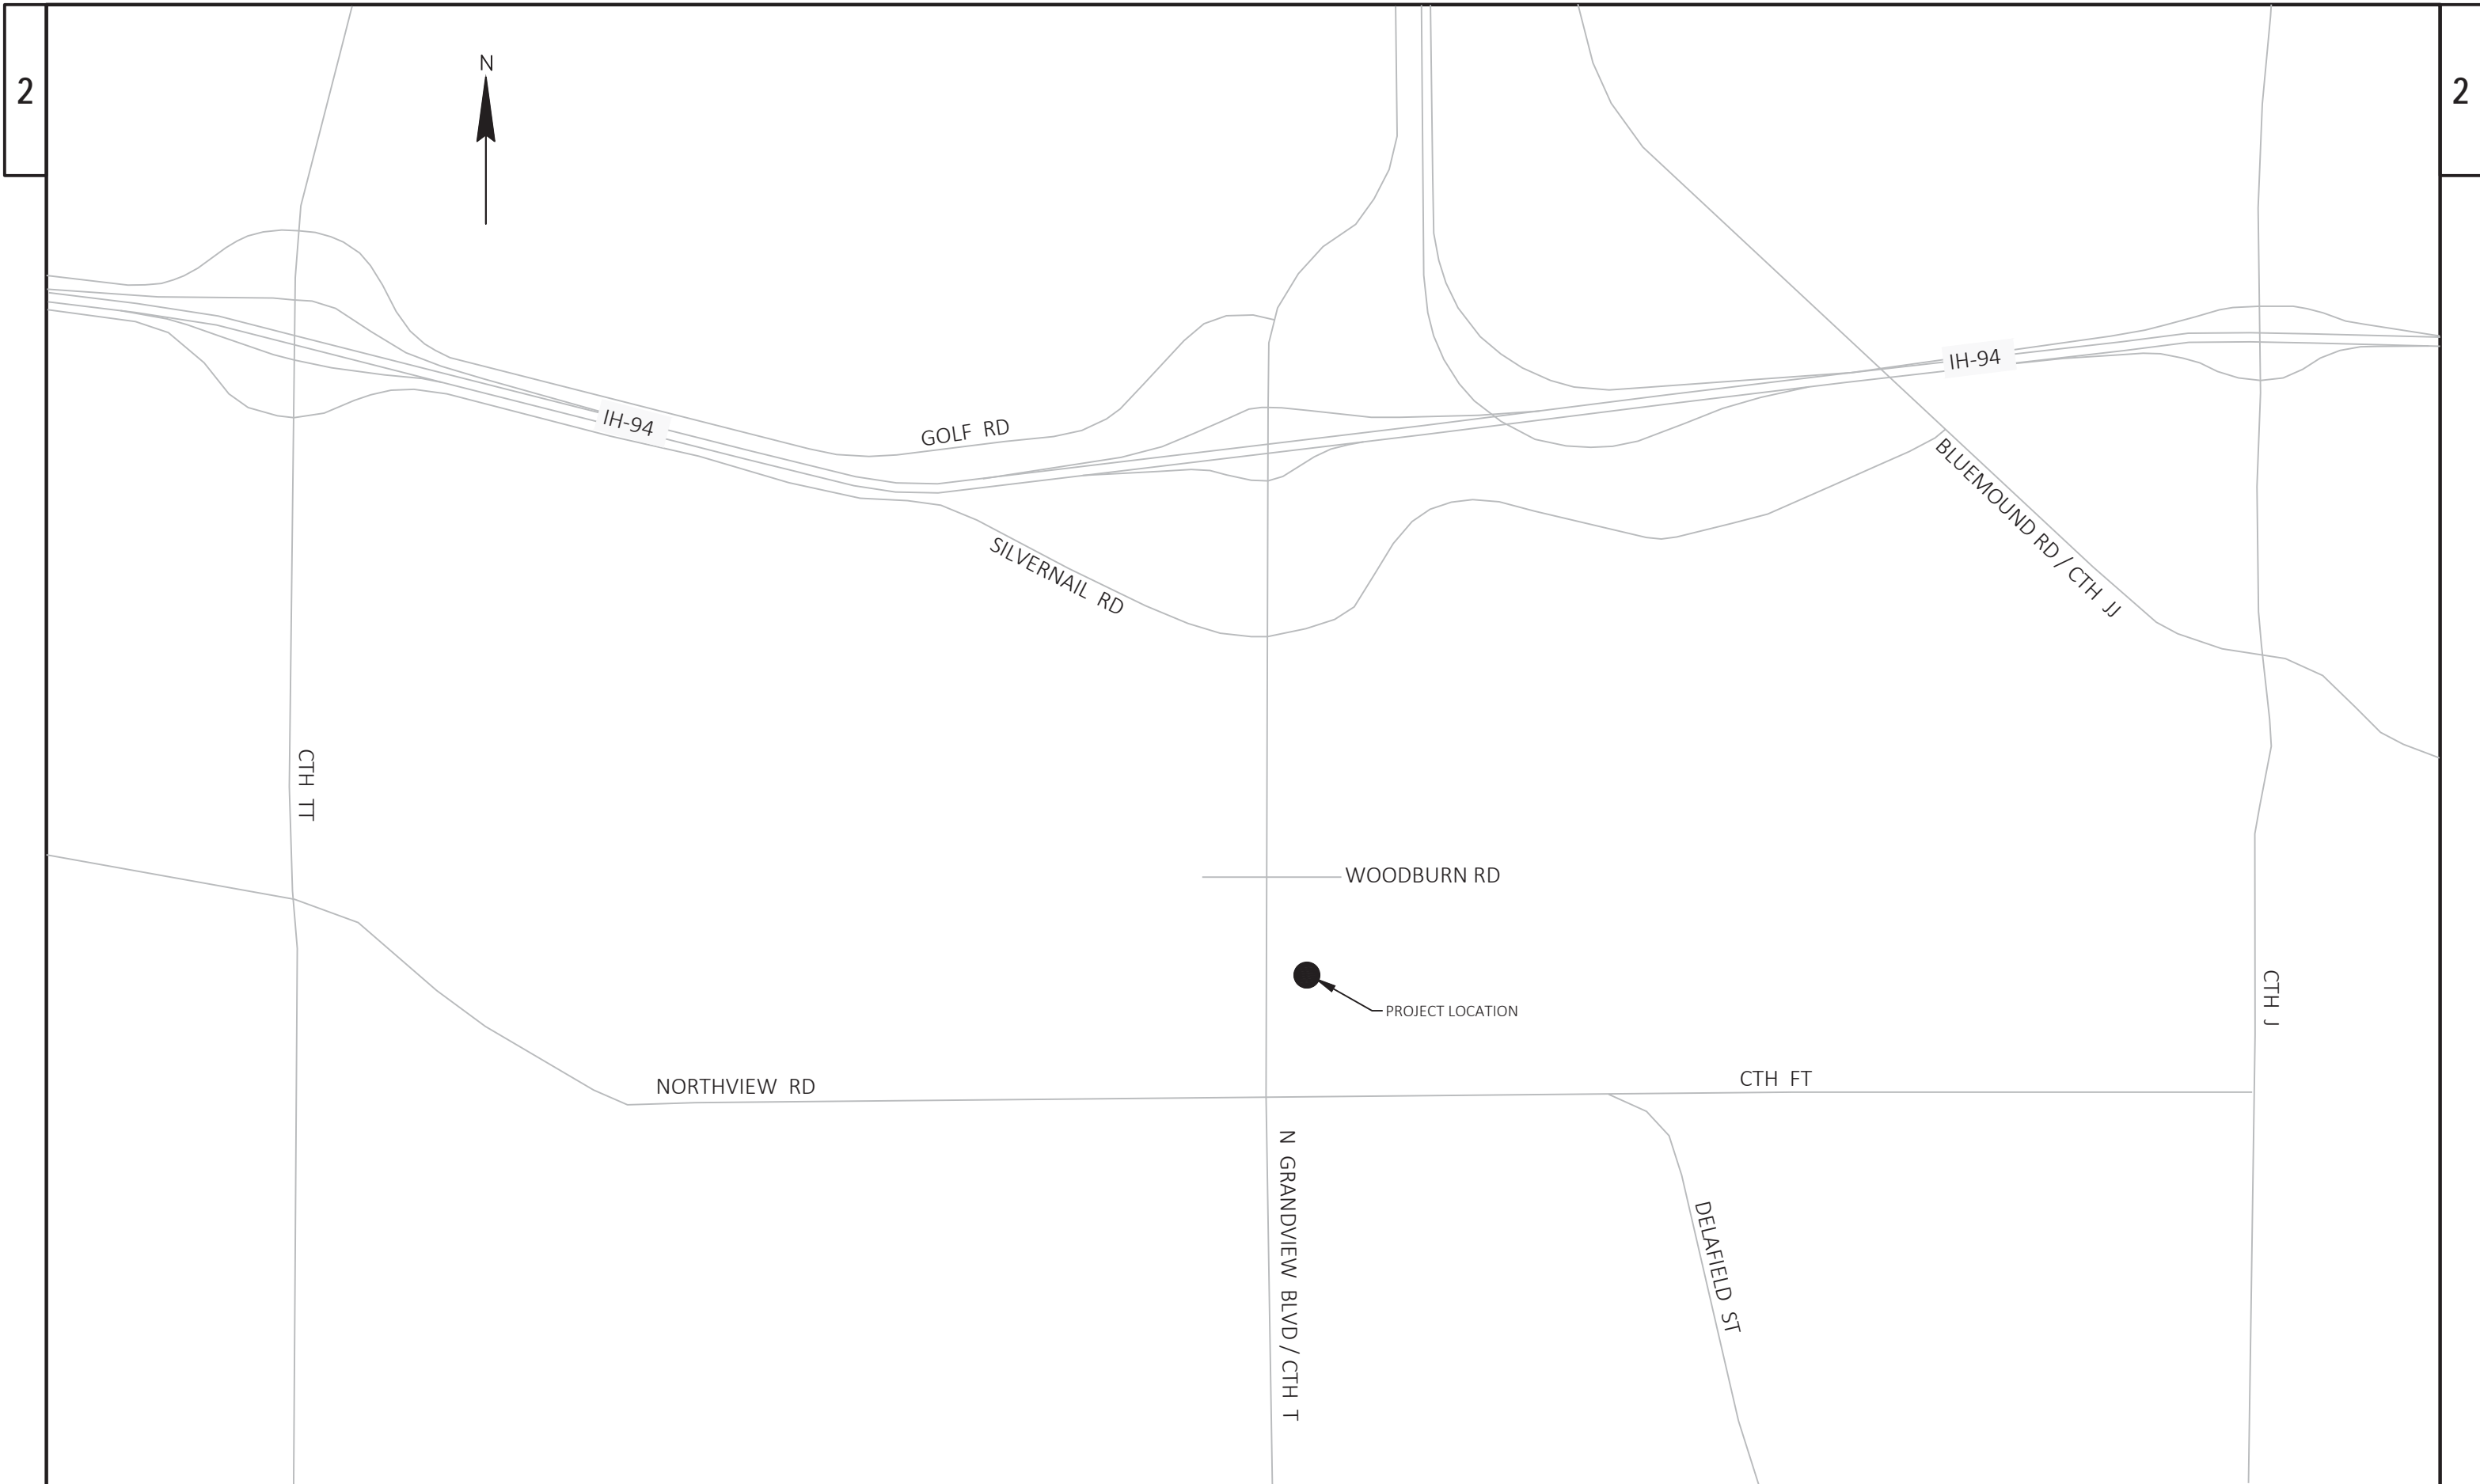 N
2
2
IH-94
IH-94
GOLF RD
BLUEMOUND RD / CTH JJ
SILVERNAIL RD
CTH TT
WOODBURN RD
CTH J
PROJECT LOCATION
CTH FT
NORTHVIEW RD
N GRANDVIEW BLVD / CTH T
DELAFIELD ST